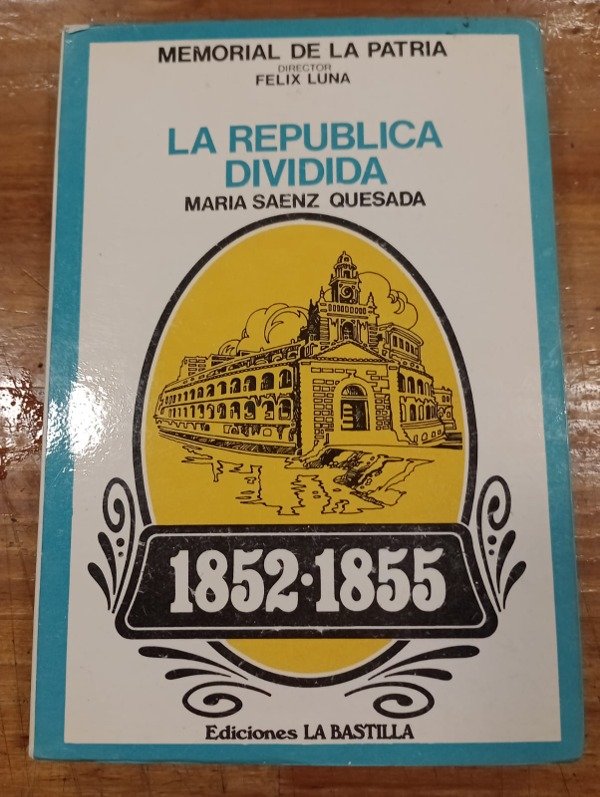 MEMORIAL DE LA PATRIA
DIRECTOR
FELIX LUNA
LA REPUBLICA
DIVIDIDA
MARIA SAENZ QUESADA
1852·1855
Ediciones LA BASTILLA